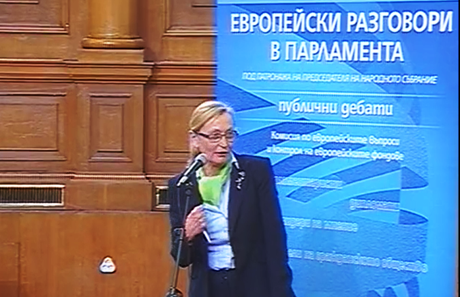 ЕВРОПЕЙСКИ РАЗГОВОРИ
В ПАРЛАМЕНТА
ПОД ПАТРОНАЖА НА ПРЕДСЕДАТЕЛЯ НА НАРОДНОТО СЪБРАНИЕ
публични дебати
Комисия по европейските въпроси
и контрол на европейските фондове